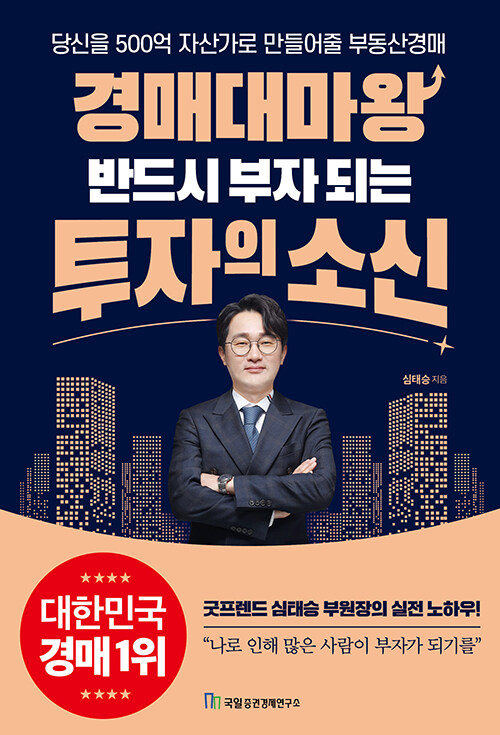 당신을 500억 자산가로 만들어줄 부동산경매
경매대마왕
반드시 부자 되는
투자의 소신
심태승 지음
대한민국
경매 1위
굿프렌드 심태승 부원장의 실전 노하우!
“나로 인해 많은 사람이 부자가 되기를”
국일증권경제연구소